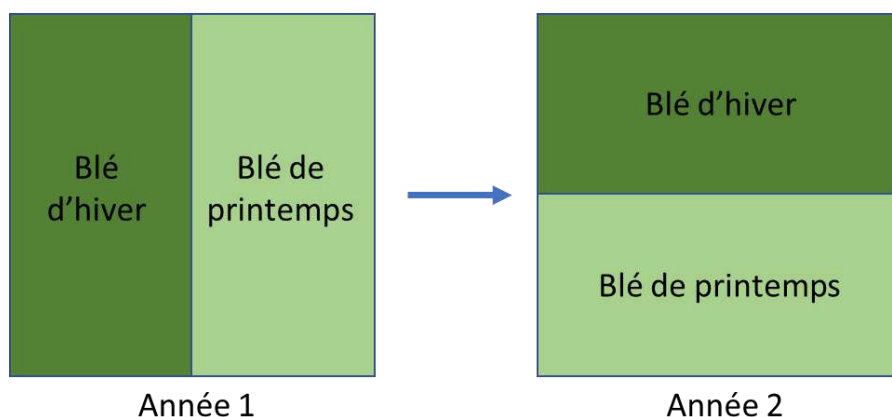 Blé
d'hiver
Blé de
printemps
Année 1
Blé d'hiver
Blé de printemps
Année 2